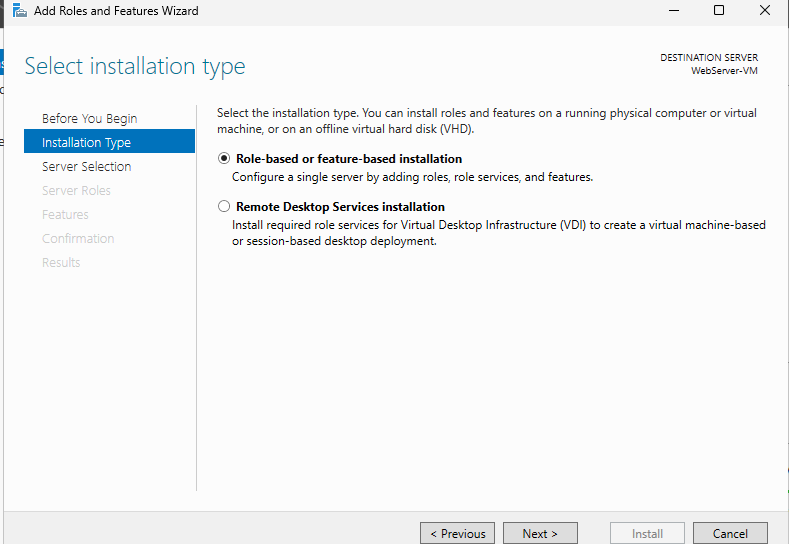 Add Roles and Features Wizard
Select installation type
DESTINATION SERVER
WebServer-VM
Before You Begin
Installation Type
Server Selection
Server Roles
Features
Confirmation
Results
Select the installation type. You can install roles and features on a running physical computer or virtual
machine, or on an offline virtual hard disk (VHD).
Role-based or feature-based installation
Configure a single server by adding roles, role services, and features.
Remote Desktop Services installation
Install required role services for Virtual Desktop Infrastructure (VDI) to create a virtual machine-based
or session-based desktop deployment.
< Previous
Next >
Install
Cancel